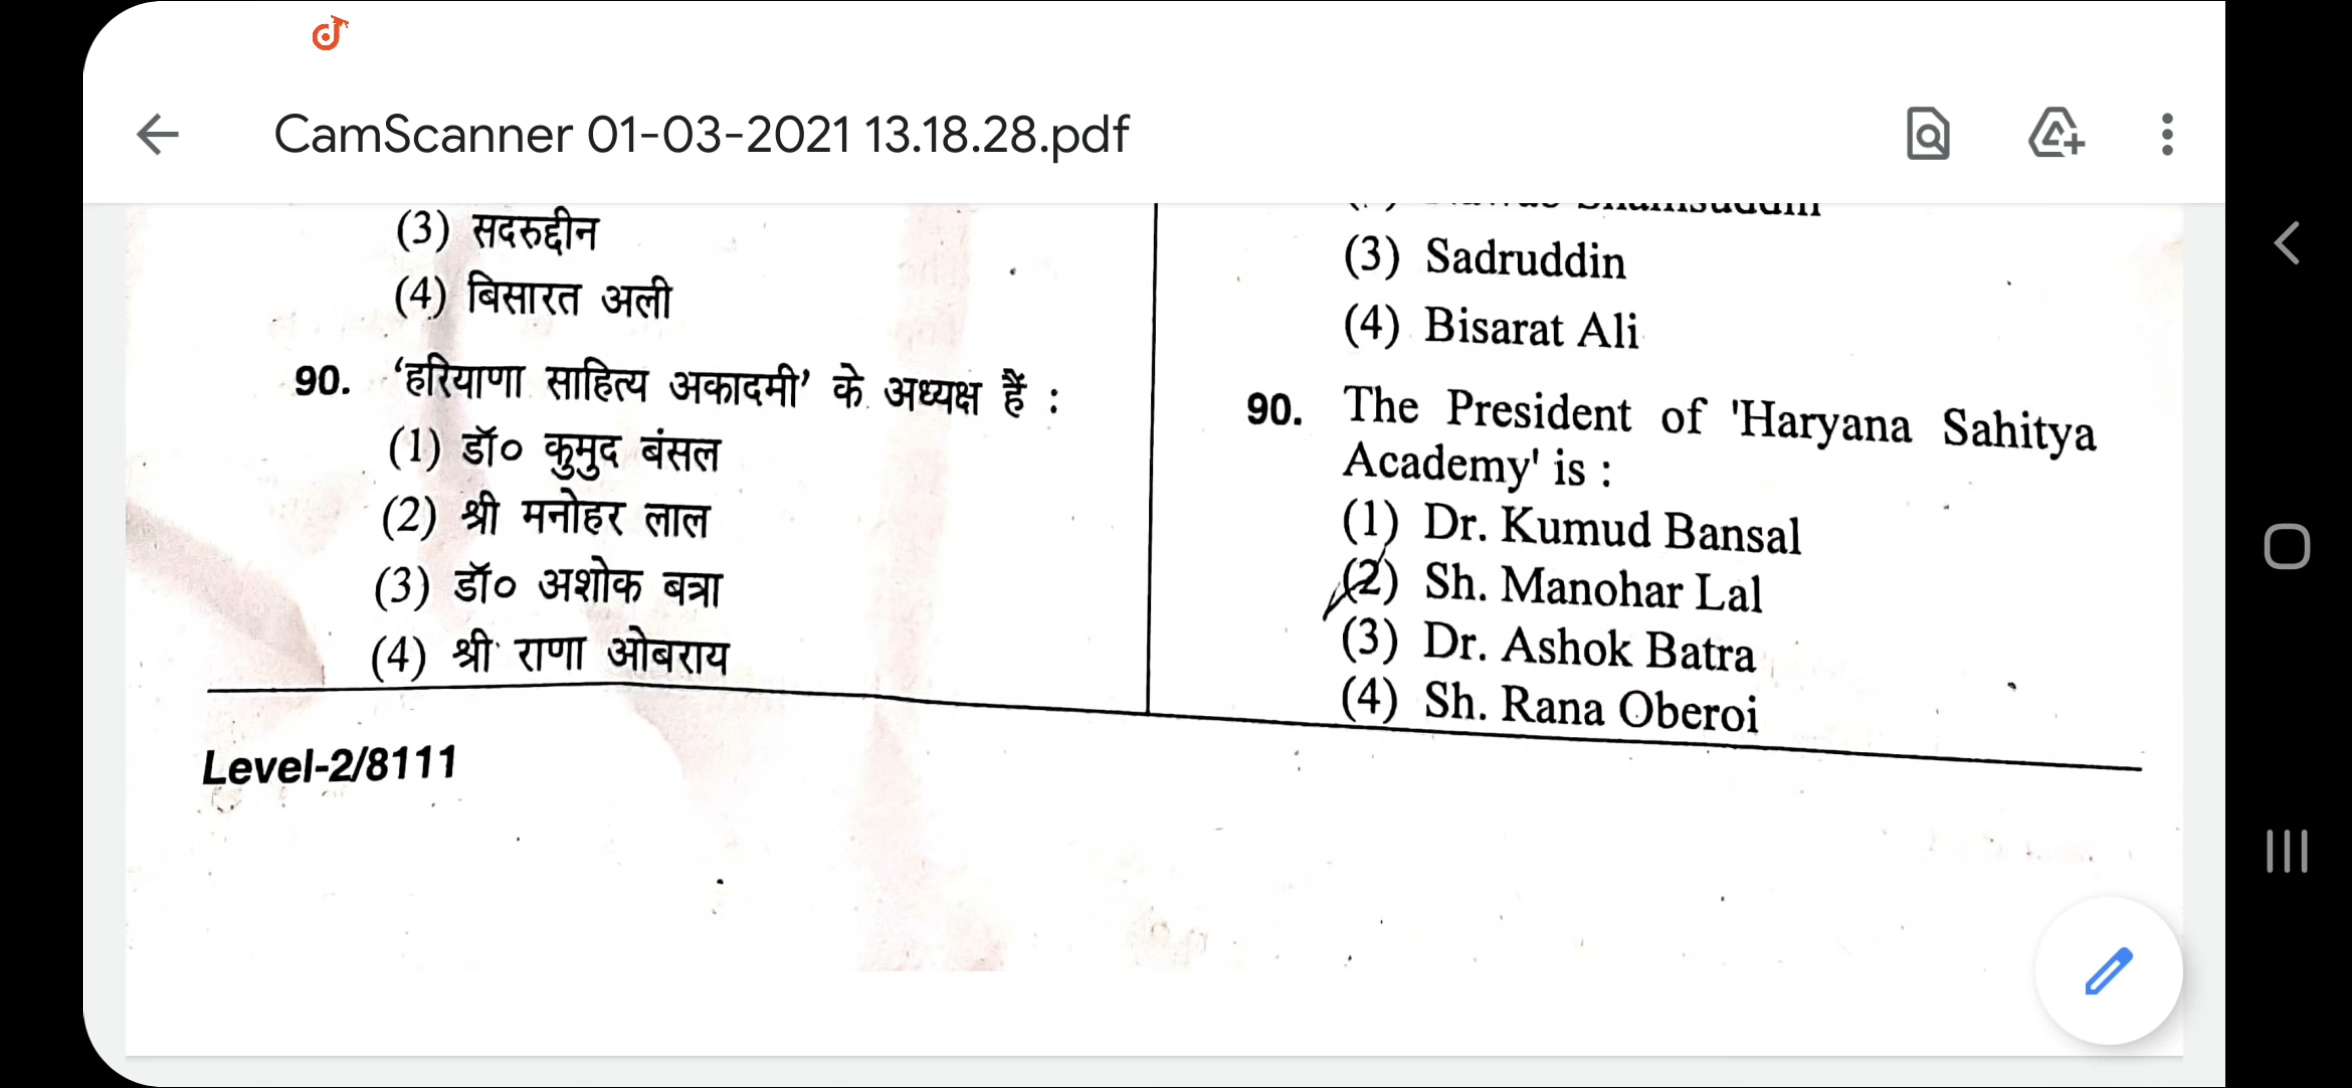 CamScanner 01-03-2021 13.18.28.pdf
(3) सदरुद्दीन
(4) बिसारत अली
90. 'हरियाणा साहित्य अकादमी' के अध्यक्ष हैं :
(1) डॉ० कुमुद बंसल
(2) श्री मनोहर लाल
(3) डॉ० अशोक बत्रा
(4) श्री राणा ओबराय
Level-2/8111
(3) Sadruddin
(4) Bisarat Ali
90. The President of 'Haryana Sahitya
Academy' is :
(1) Dr. Kumud Bansal
(2) Sh. Manohar Lal
(3) Dr. Ashok Batra
(4) Sh. Rana Oberoi